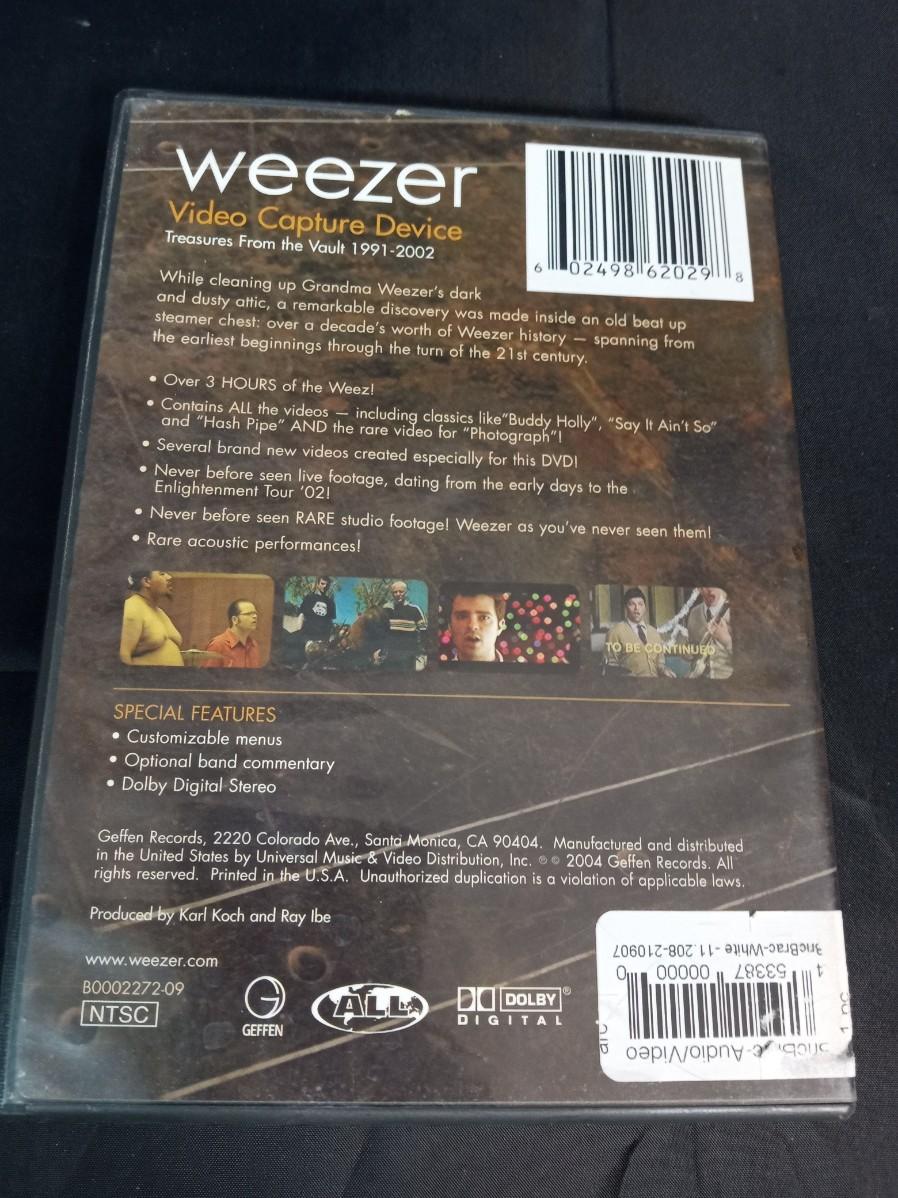 weezer
Video Capture Device
Treasures From the Vault 1991-2002
6 02498 62029 8
While cleaning up Grandma Weezer's dark
and dusty attic, a remarkable discovery was made inside an old beat up
steamer chest: over a decade's worth of Weezer history — spanning from
the earliest beginnings through the turn of the 21st century.
• Over 3 HOURS of the Weez!
• Contains ALL the videos — including classics like"Buddy Holly", "Say It Ain't So"
and "Hash Pipe" AND the rare video for "Photograph"!
• Several brand new videos created especially for this DVD!
• Never before seen live footage, dating from the early days to the
Enlightenment Tour '02!
• Never before seen RARE studio footage! Weezer as you've never seen them!
• Rare acoustic performances!
TO BE CONTINUED
SPECIAL FEATURES
• Customizable menus
• Optional band commentary
• Dolby Digital Stereo
Geffen Records, 2220 Colorado Ave., Santa Monica, CA 90404. Manufactured and distributed
in the United States by Universal Music & Video Distribution, Inc. ℗ © 2004 Geffen Records. All
rights reserved. Printed in the U.S.A. Unauthorized duplication is a violation of applicable laws.
Produced by Karl Koch and Ray Ibe
www.weezer.com
B0002272-09
NTSC
GEFFEN
ALL
DOLBY®
DIGITAL
c-Audio/Video
4 53387 00000 0
BricBrac-White -11.208-210907